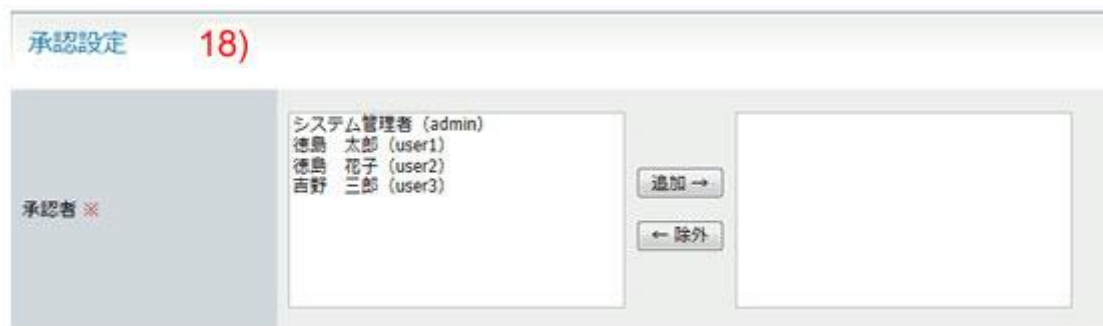 承認設定 18)
システム管理者（admin）
徳島　太郎（user1）
徳島　花子（user2）
吉野　三郎（user3）
承認者 ※
追加 →
← 除外